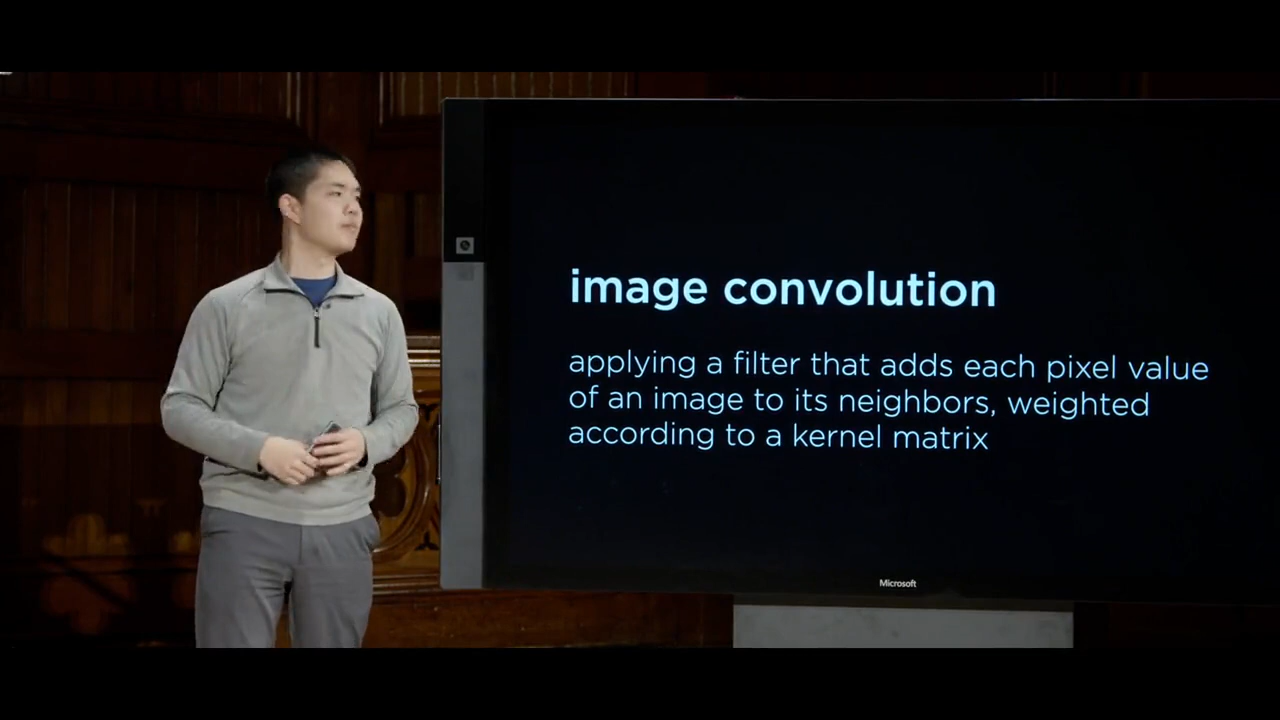 image convolution
applying a filter that adds each pixel value
of an image to its neighbors, weighted
according to a kernel matrix
Microsoft